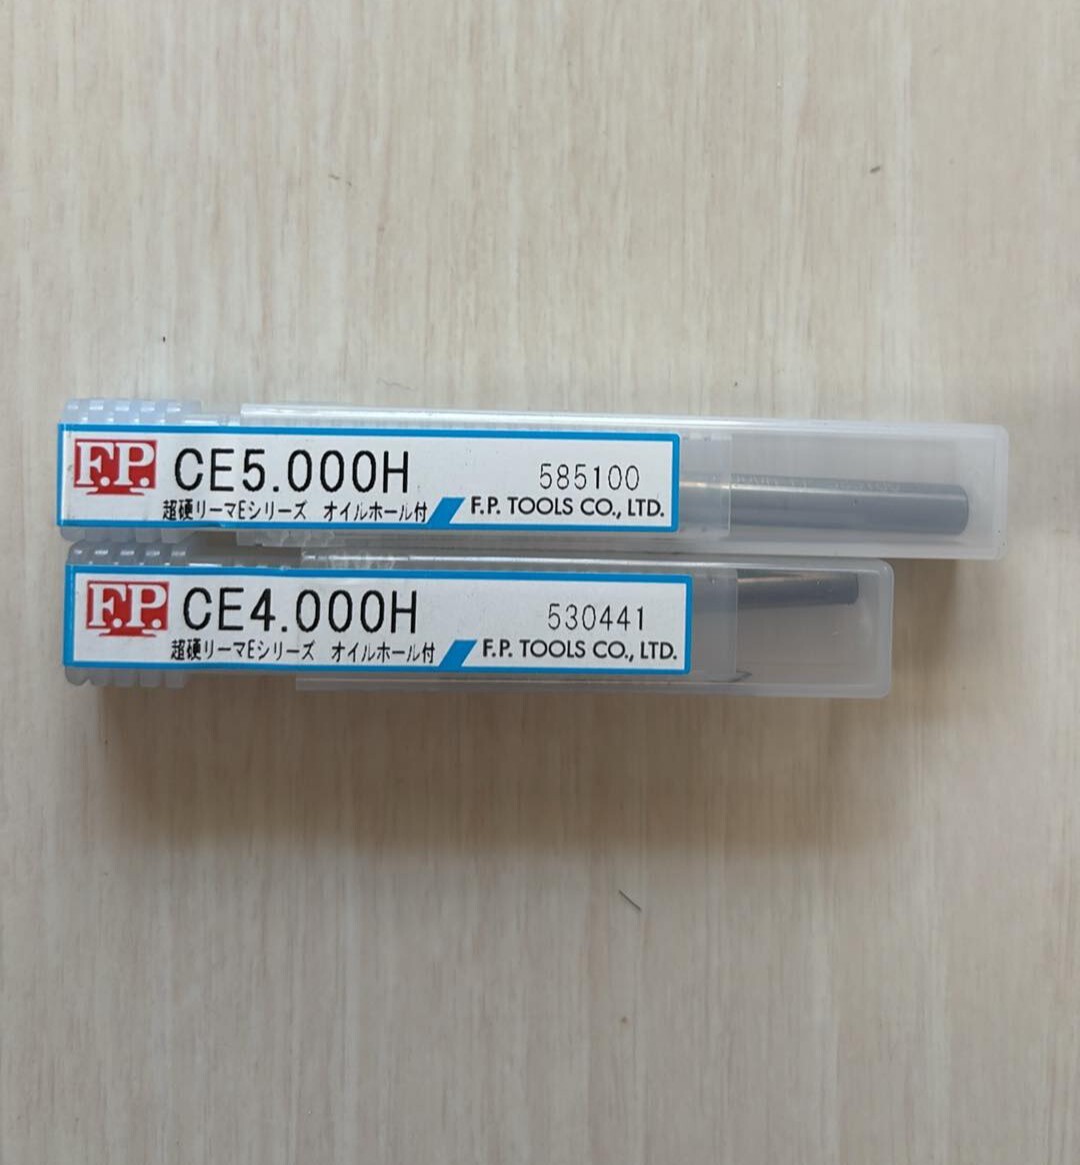 F.P. CE5.000H 585100
超硬リーマEシリーズ オイルホール付 F.P. TOOLS CO., LTD.
F.P. CE4.000H 530441
超硬リーマEシリーズ オイルホール付 F.P. TOOLS CO., LTD.